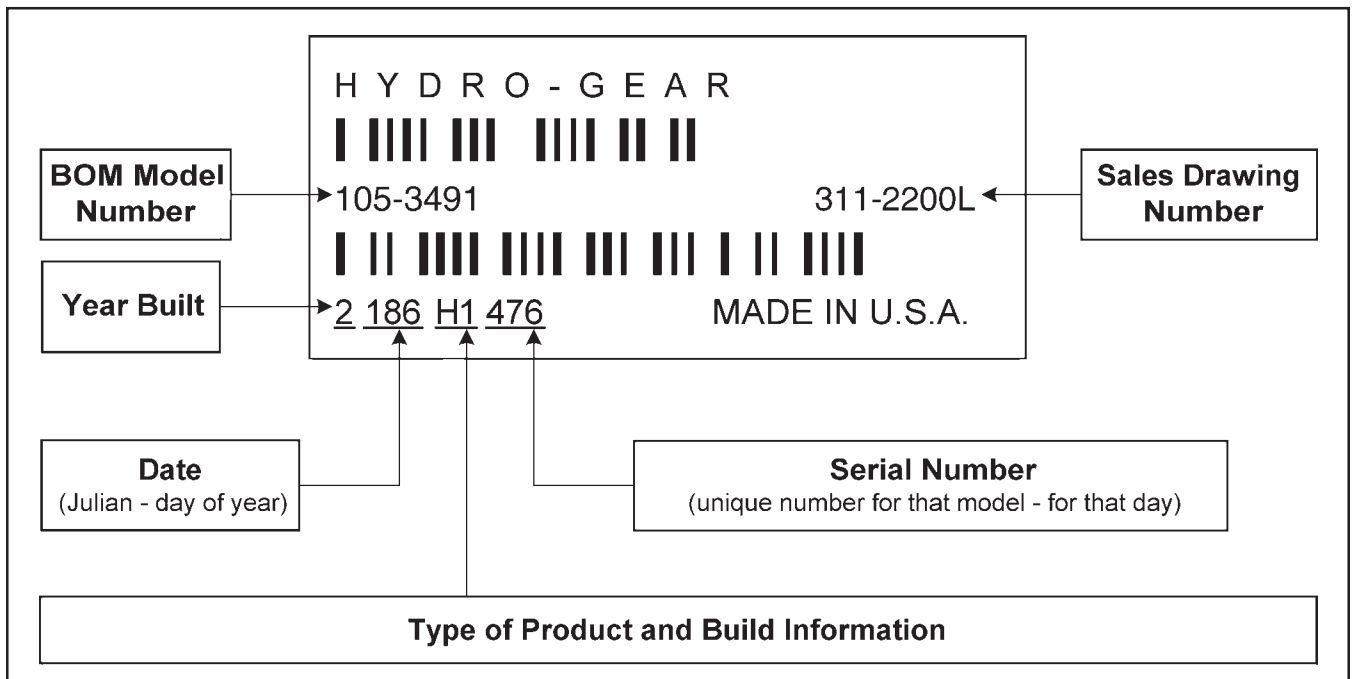 HYDRO-GEAR
BOM Model
Number
105-3491
311-2200L
Sales Drawing
Number
Year Built
2 186 H1 476
MADE IN U.S.A.
Date
(Julian - day of year)
Serial Number
(unique number for that model - for that day)
Type of Product and Build Information